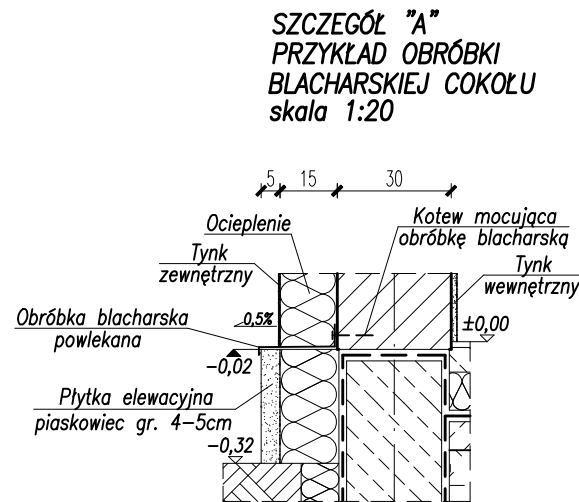 SZCZEGÓŁ "A"
PRZYKŁAD OBRÓBKI
BLACHARSKIEJ COKOŁU
skala 1:20
5 15 30
Ocieplenie
Kotew mocująca
obróbkę blacharską
Tynk
zewnętrzny
Tynk
wewnętrzny
Obróbka blacharska
powlekana
0,5%
±0,00
-0,02
Płytka elewacyjna
piaskowiec gr. 4-5cm
-0,32